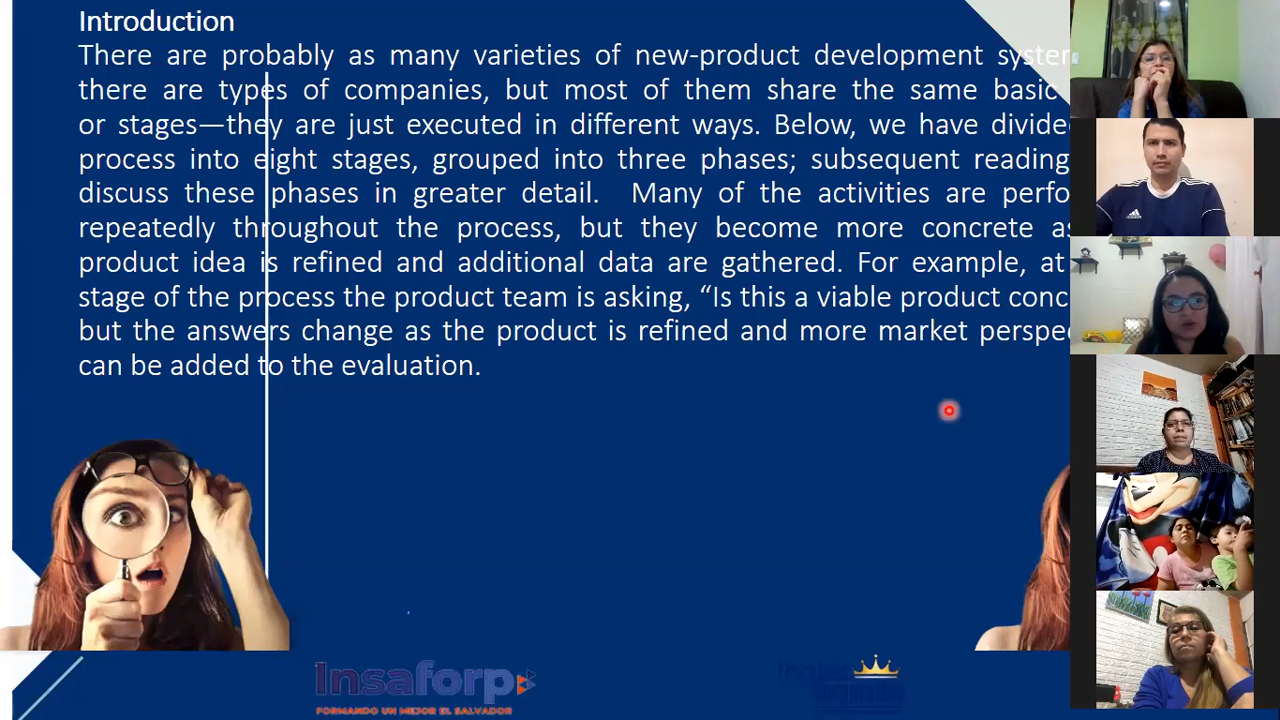 Introduction
There are probably as many varieties of new-product development
there are types of companies, but most of them share the same basic
or stages—they are just executed in different ways. Below, we have
process into eight stages, grouped into three phases; subsequent reading
discuss these phases in greater detail. Many of the activities are
repeatedly throughout the process, but they become more concrete
product idea is refined and additional data are gathered. For example, at
stage of the process the product team is asking, “Is this a viable product
but the answers change as the product is refined and more market
can be added to the evaluation.
Insaforp
FORMANDO UN MEJOR EL SALVADOR